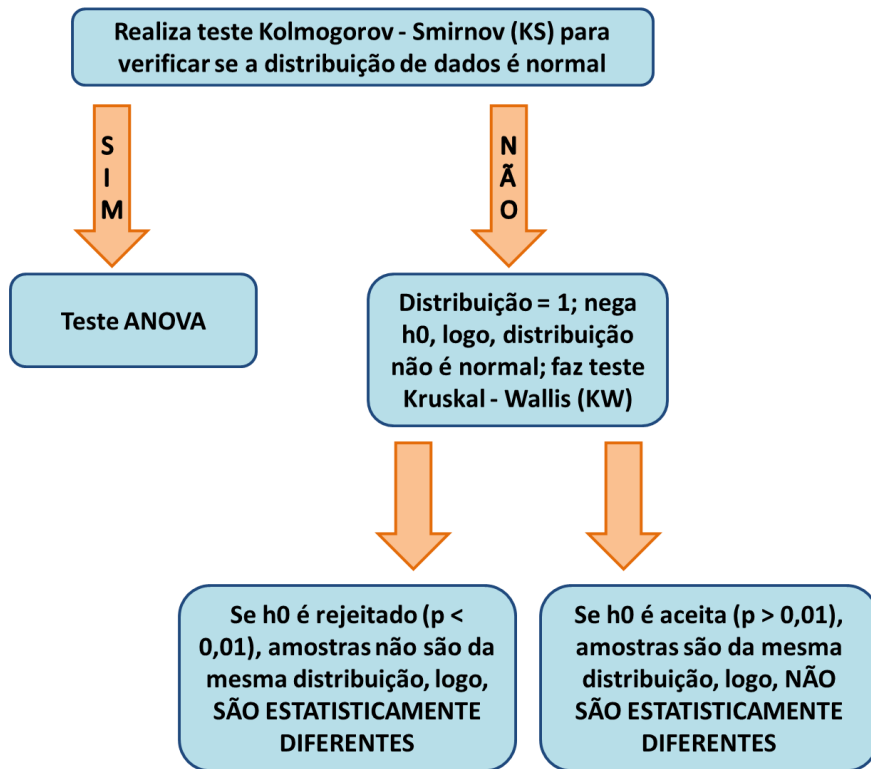 Realiza teste Kolmogorov - Smirnov (KS) para
verificar se a distribuição de dados é normal
S
I
M
N
Ã
O
Teste ANOVA
Distribuição = 1; nega
h0, logo, distribuição
não é normal; faz teste
Kruskal - Wallis (KW)
Se h0 é rejeitado (p <
0,01), amostras não são da
mesma distribuição, logo,
SÃO ESTATISTICAMENTE
DIFERENTES
Se h0 é aceita (p > 0,01),
amostras são da mesma
distribuição, logo, NÃO
SÃO ESTATISTICAMENTE
DIFERENTES